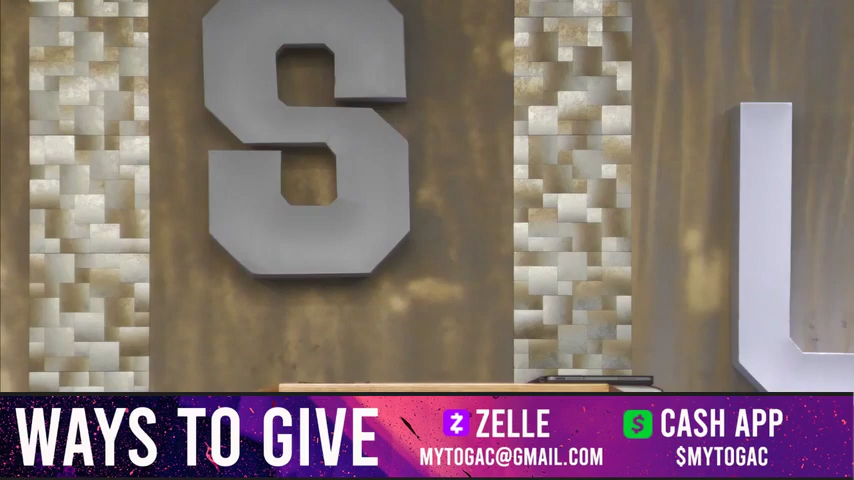 S
WAYS TO GIVE
ZELLE
MYTOGAC@GMAIL.COM
CASH APP
$MYTOGAC